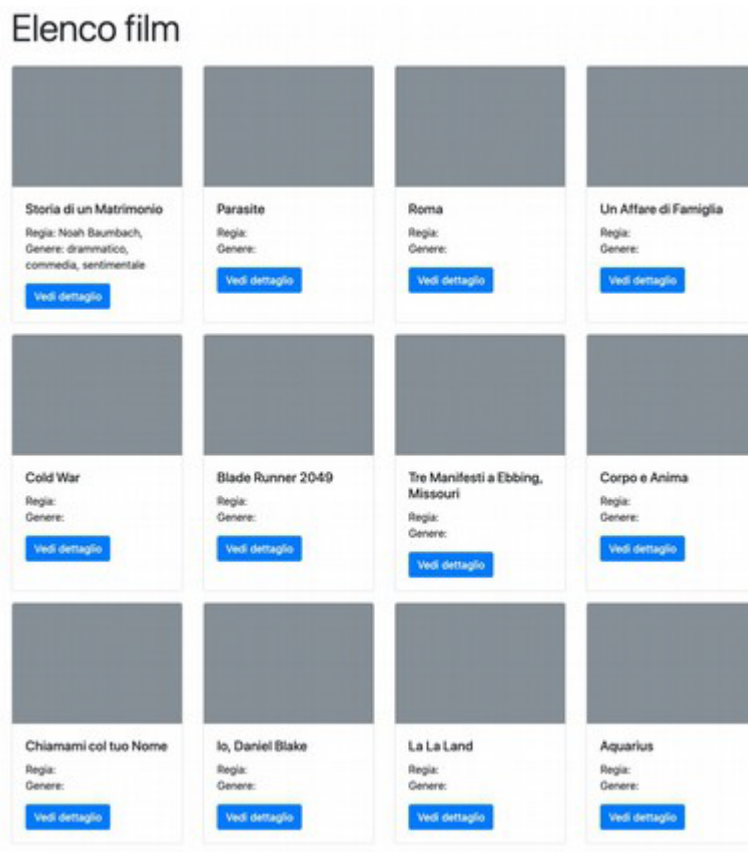 Elenco film
Storia di un Matrimonio
Regia: Noah Baumbach,
Genere: drammatico,
commedia, sentimentale
Vedi dettaglio
Parasite
Regia:
Genere:
Vedi dettaglio
Roma
Regia:
Genere:
Vedi dettaglio
Un Affare di Famiglia
Regia:
Genere:
Vedi dettaglio
Cold War
Regia:
Genere:
Vedi dettaglio
Blade Runner 2049
Regia:
Genere:
Vedi dettaglio
Tre Manifesti a Ebbing,
Missouri
Regia:
Genere:
Vedi dettaglio
Corpo e Anima
Regia:
Genere:
Vedi dettaglio
Chiamami col tuo Nome
Regia:
Genere:
Vedi dettaglio
Io, Daniel Blake
Regia:
Genere:
Vedi dettaglio
La La Land
Regia:
Genere:
Vedi dettaglio
Aquarius
Regia:
Genere:
Vedi dettaglio